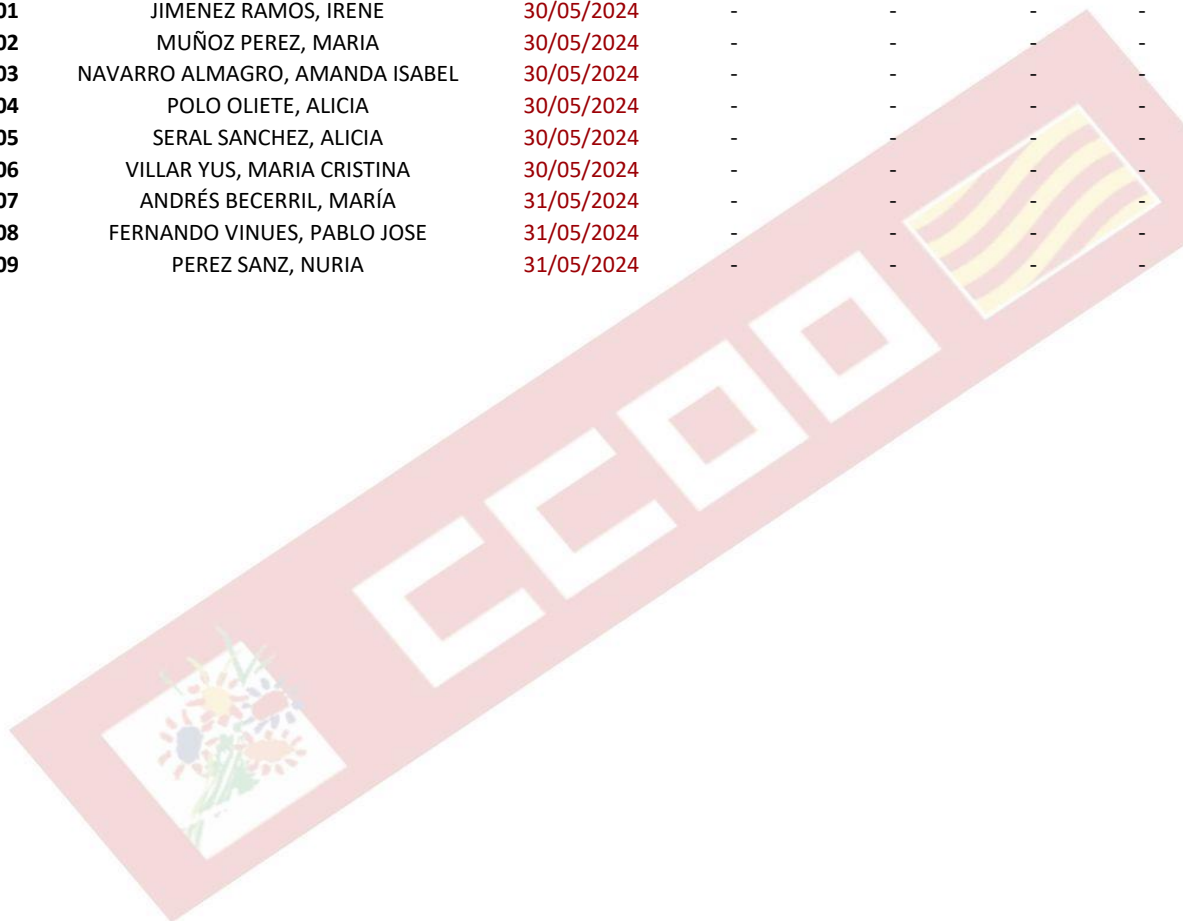 01 JIMENEZ RAMOS, IRENE 30/05/2024 - - - -
02 MUÑOZ PEREZ, MARIA 30/05/2024 - - - -
03 NAVARRO ALMAGRO, AMANDA ISABEL 30/05/2024 - - - -
04 POLO OLIETE, ALICIA 30/05/2024 - - - -
05 SERAL SANCHEZ, ALICIA 30/05/2024 - - - -
06 VILLAR YUS, MARIA CRISTINA 30/05/2024 - - - -
07 ANDRÉS BECERRIL, MARÍA 31/05/2024 - - - -
08 FERNANDO VINUES, PABLO JOSE 31/05/2024 - - - -
09 PEREZ SANZ, NURIA 31/05/2024 - - - -
CCOO